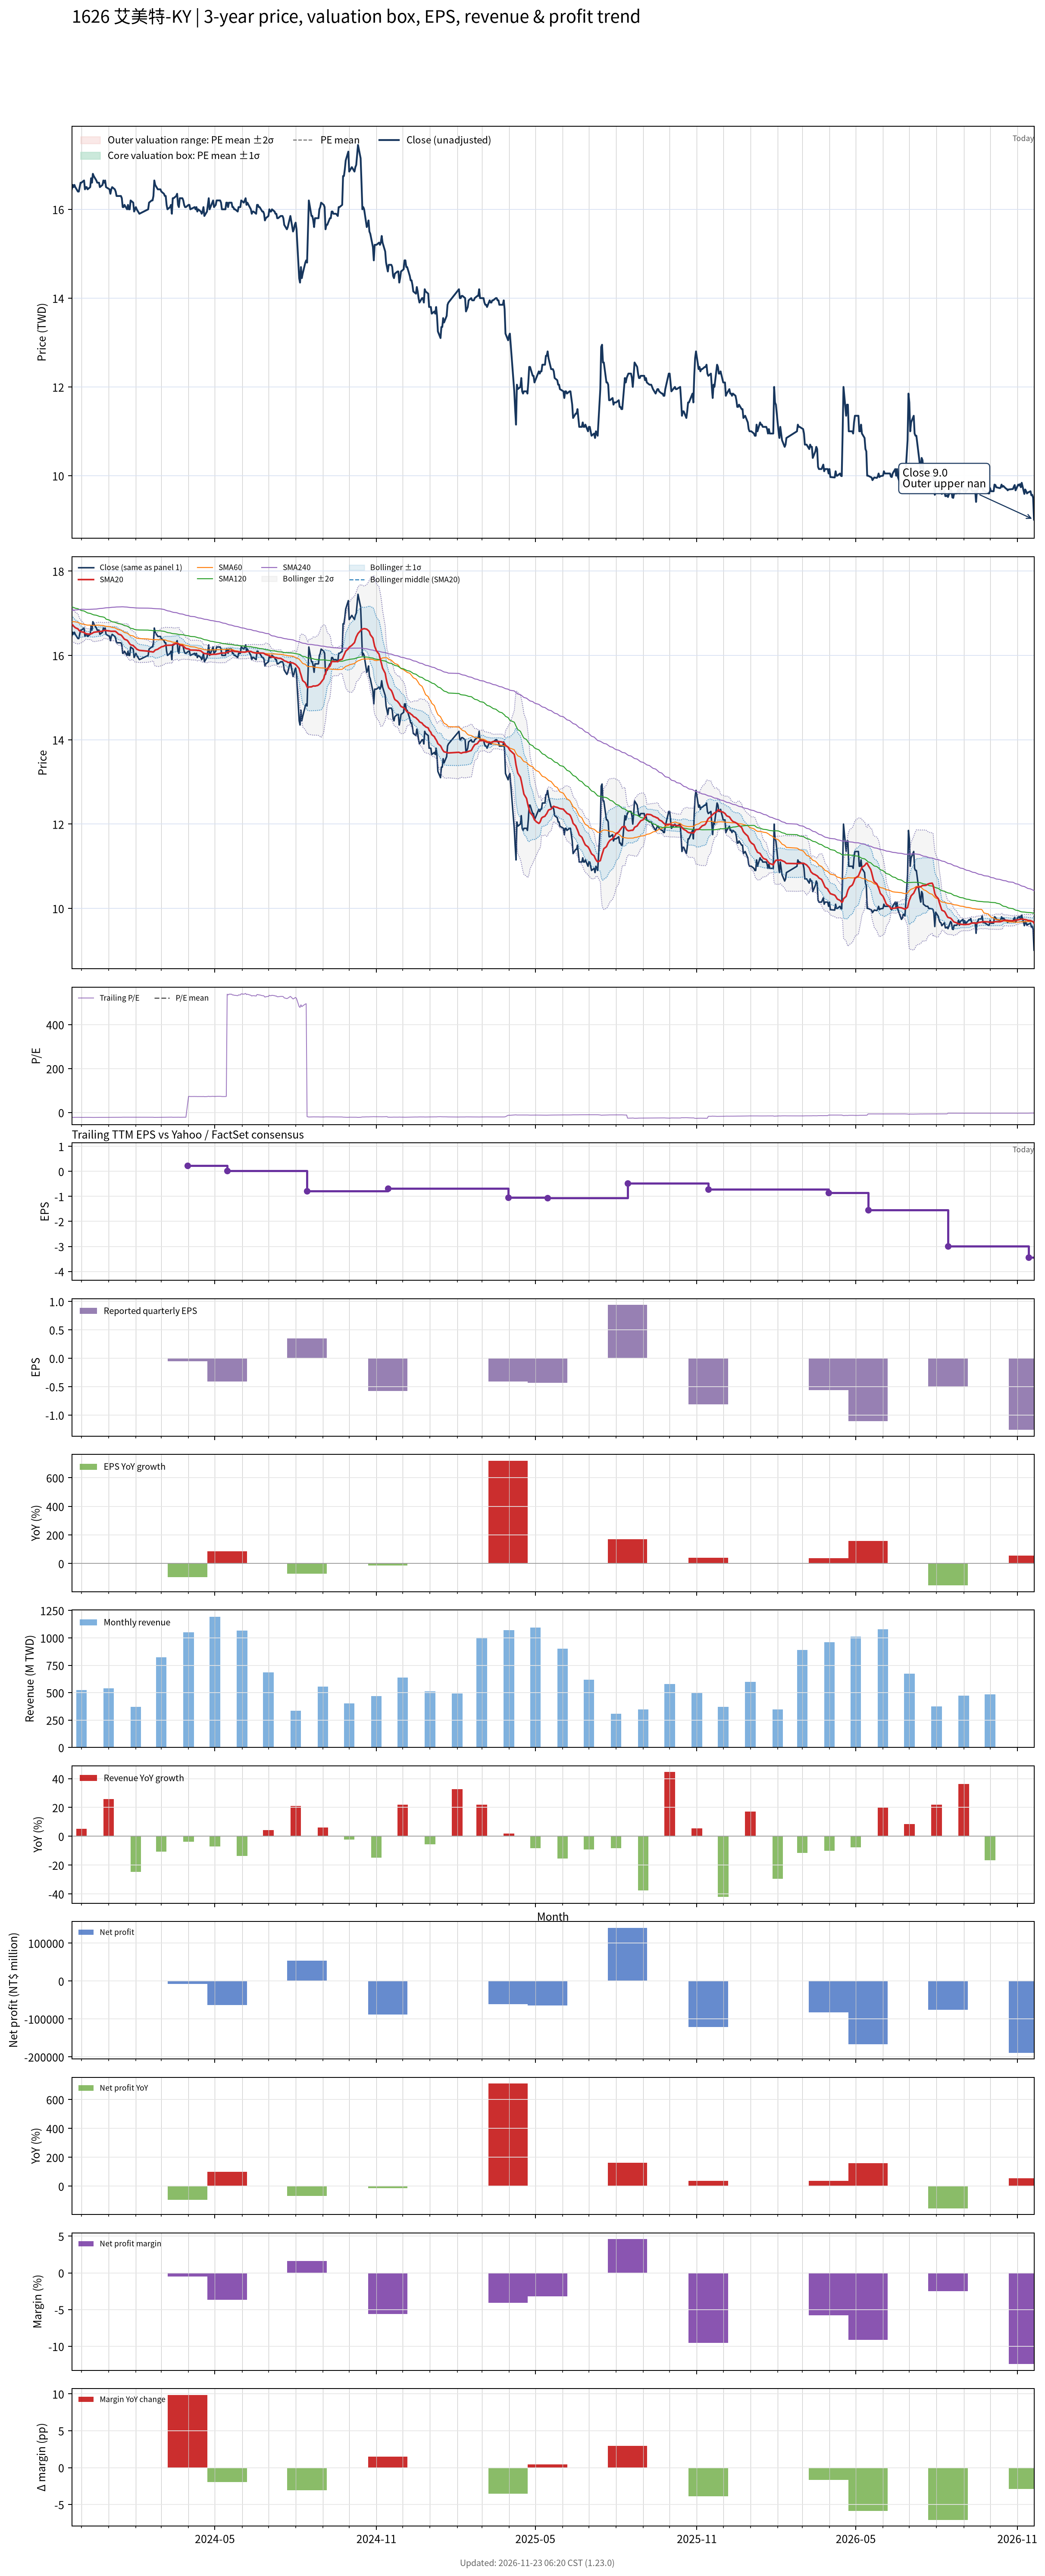 1626 艾美特-KY | 3-year price, valuation box, EPS, revenue & profit trend
Outer valuation range: PE mean ±2σ
Core valuation box: PE mean ±1σ
PE mean
Close (unadjusted)
Today
Price (TWD)
16
14
12
10
Close 9.0
Outer upper nan
Close (same as panel 1)
SMA20
SMA60
SMA120
SMA240
Bollinger ±2σ
Bollinger ±1σ
Bollinger middle (SMA20)
Price
18
16
14
12
10
Trailing P/E
P/E mean
P/E
400
200
0
Trailing TTM EPS vs Yahoo / FactSet consensus
Today
EPS
1
0
-1
-2
-3
-4
Reported quarterly EPS
EPS
1.0
0.5
0.0
-0.5
-1.0
EPS YoY growth
YoY (%)
600
400
200
0
Monthly revenue
Revenue (M TWD)
1250
1000
750
500
250
0
Revenue YoY growth
YoY (%)
40
20
0
-20
-40
Month
Net profit
Net profit (NT$ million)
100000
0
-100000
-200000
Net profit YoY
YoY (%)
600
400
200
0
Net profit margin
Margin (%)
5
0
-5
-10
Margin YoY change
Δ margin (pp)
10
5
0
-5
2024-05
2024-11
2025-05
2025-11
2026-05
2026-11
Updated: 2026-11-23 06:20 CST (1.23.0)